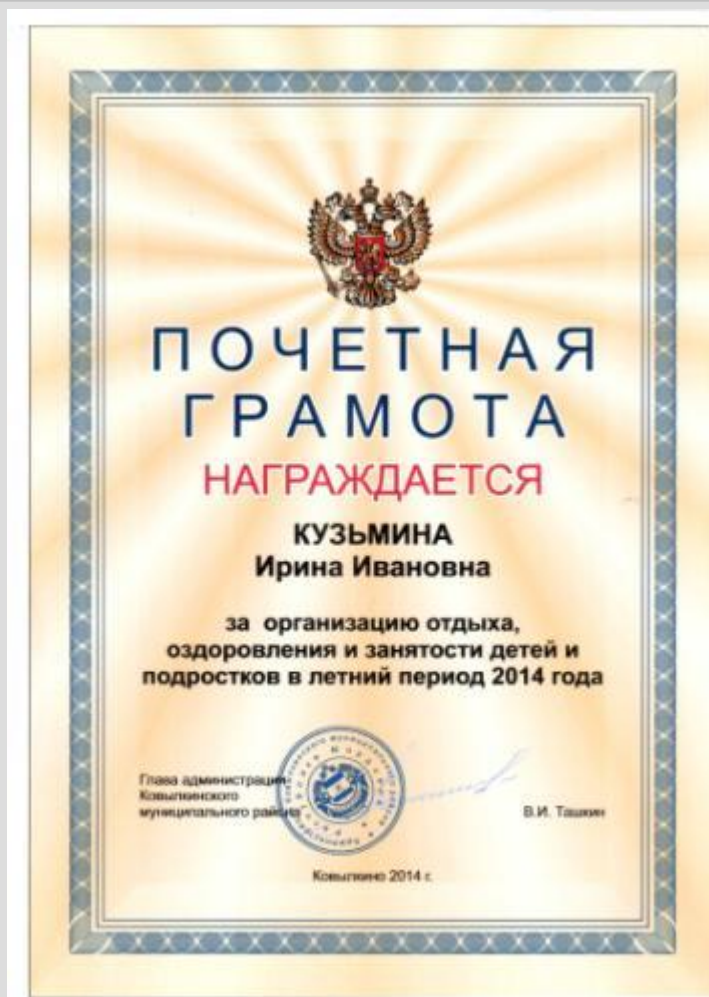 ПОЧЕТНАЯ
ГРАМОТА
НАГРАЖДАЕТСЯ
КУЗЬМИНА
Ирина Ивановна
за организацию отдыха,
оздоровления и занятости детей и
подростков в летний период 2014 года
Глава администрации
Ковылкинского
муниципального района
В.И. Ташкин
Ковылкино 2014 г.